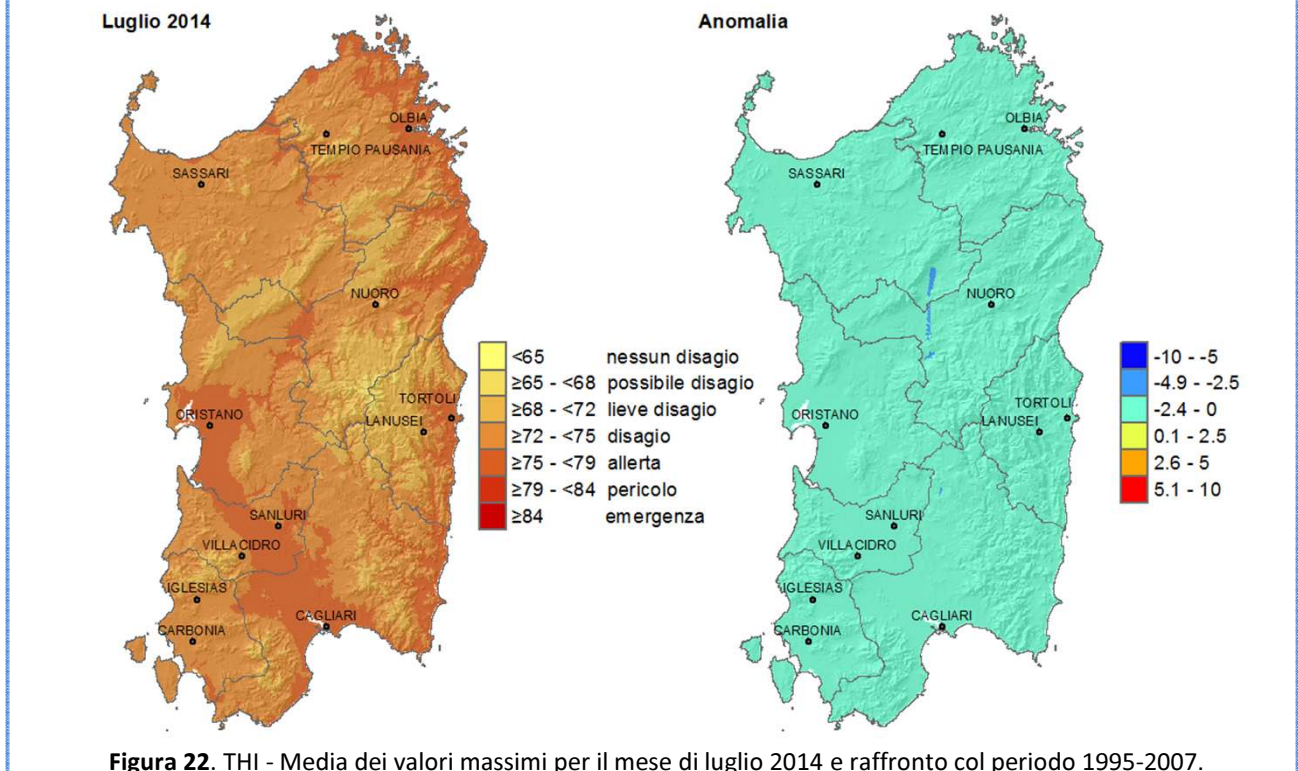 Luglio 2014
OLBIA
TEMPIO PAUSANIA
SASSARI
NUORO
TORTOLI
ORISTANO
LANUSEI
SANLURI
VILLACIDRO
IGLESIAS
CAGLIARI
CARBONIA
<65 nessun disagio
≥65 - <68 possibile disagio
≥68 - <72 lieve disagio
≥72 - <75 disagio
≥75 - <79 allerta
≥79 - <84 pericolo
≥84 emergenza
Anomalia
OLBIA
TEMPIO PAUSANIA
SASSARI
NUORO
TORTOLI
ORISTANO
LANUSEI
SANLURI
VILLACIDRO
IGLESIAS
CAGLIARI
CARBONIA
-10 - -5
-4.9 - -2.5
-2.4 - 0
0.1 - 2.5
2.6 - 5
5.1 - 10
Figura 22. THI - Media dei valori massimi per il mese di luglio 2014 e raffronto col periodo 1995-2007.